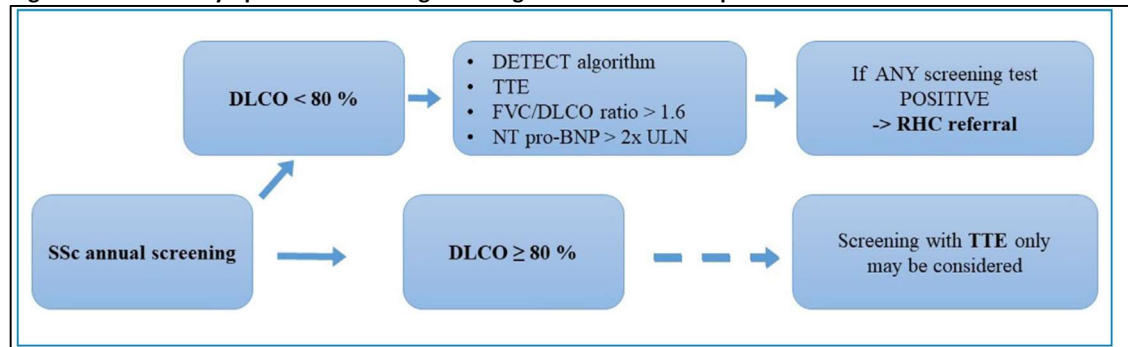 DLCO < 80 %
• DETECT algorithm
• TTE
• FVC/DLCO ratio > 1.6
• NT pro-BNP > 2x ULN
If ANY screening test
POSITIVE
-> RHC referral
SSc annual screening
DLCO ≥ 80 %
Screening with TTE only
may be considered